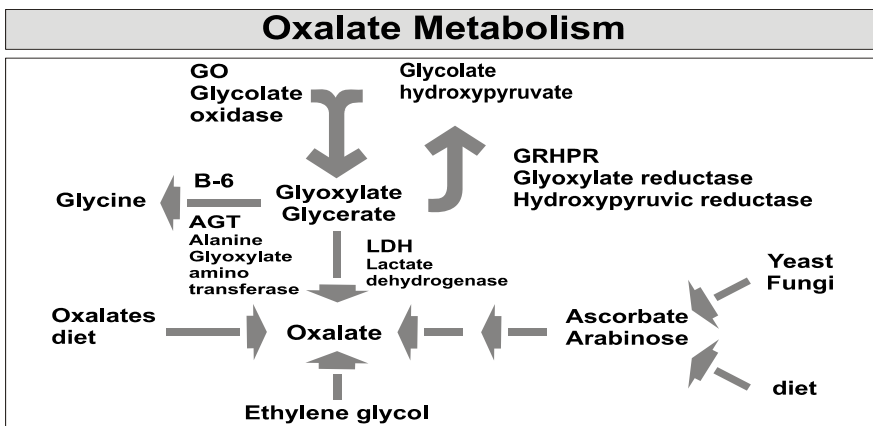 Oxalate Metabolism
GO
Glycolate
oxidase
Glycolate
hydroxypyruvate
GRHPR
Glyoxylate reductase
Hydroxypyruvic reductase
B-6
Glycine
Glyoxylate
Glycerate
AGT
Alanine
Glyoxylate
amino
transferase
LDH
Lactate
dehydrogenase
Yeast
Fungi
Oxalates
diet
Oxalate
Ascorbate
Arabinose
diet
Ethylene glycol